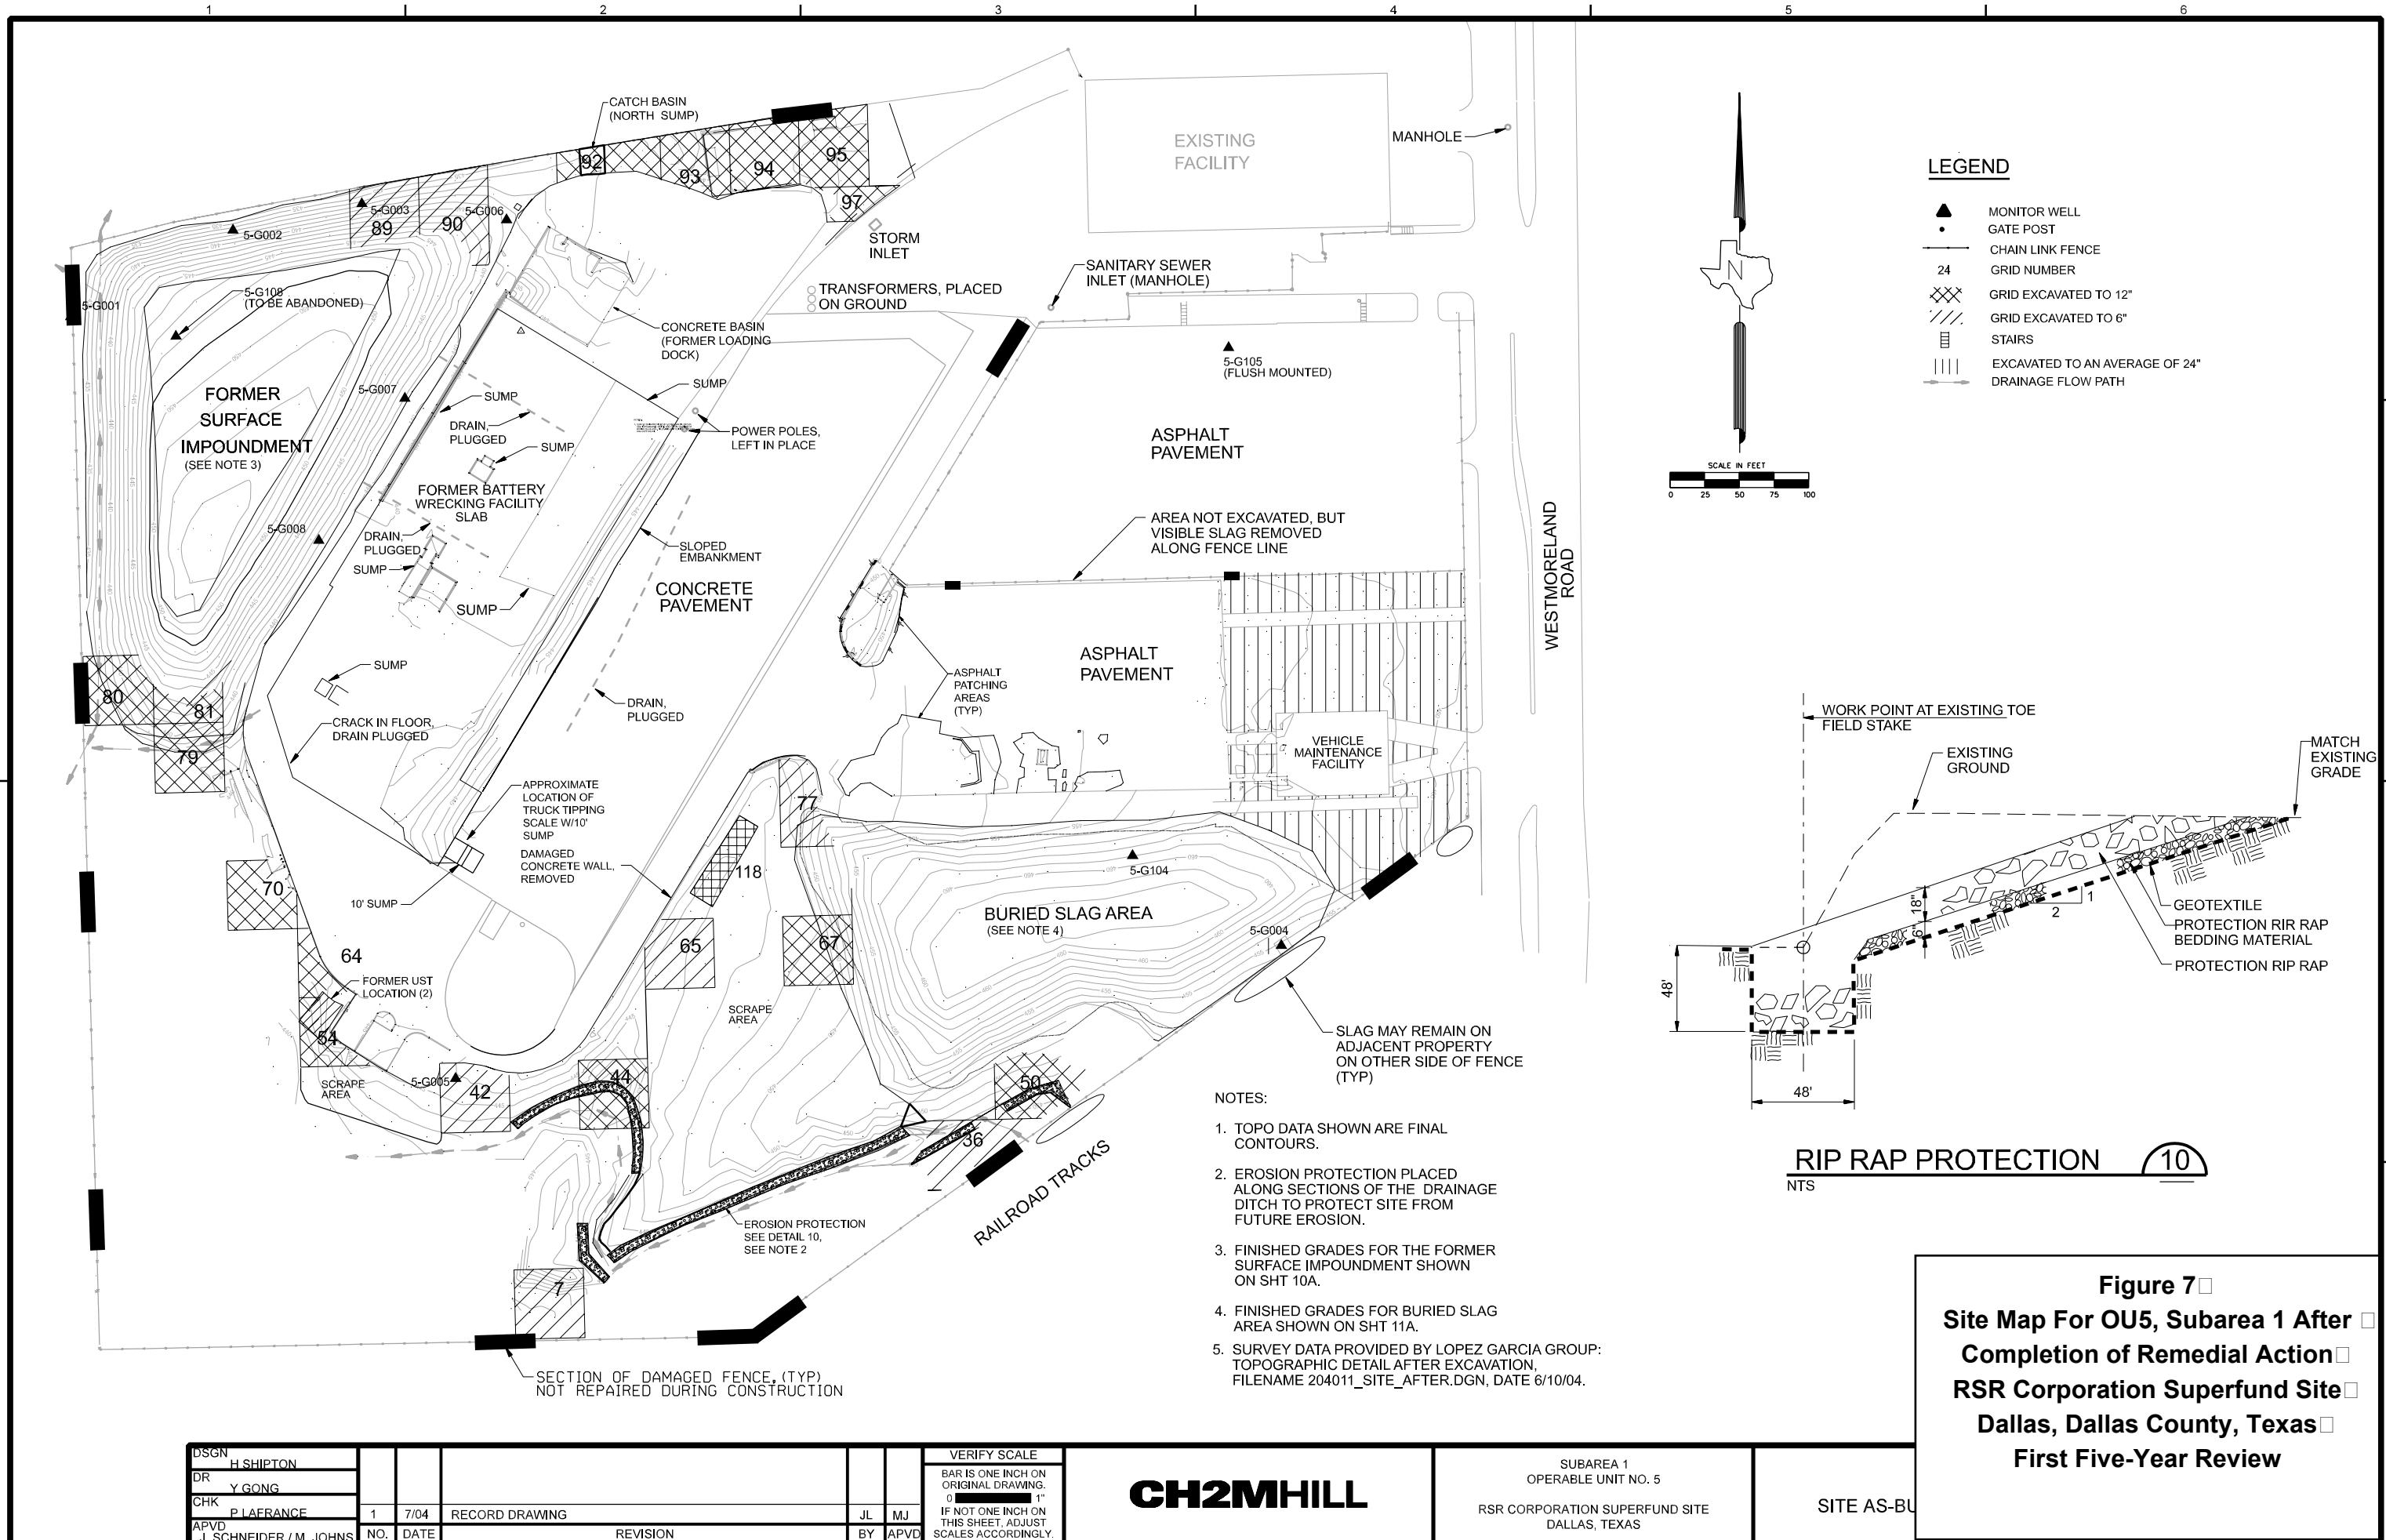 1
2
3
4
5
6
CATCH BASIN
(NORTH SUMP)
92
93
94
95
97
STORM
INLET
EXISTING
FACILITY
MANHOLE
SANITARY SEWER
INLET (MANHOLE)
TRANSFORMERS, PLACED
ON GROUND
5-G003
89
90
5-G006
5-G002
5-G001
5-G108
(TO BE ABANDONED)
CONCRETE BASIN
(FORMER LOADING
DOCK)
SUMP
5-G007
FORMER
SURFACE
IMPOUNDMENT
(SEE NOTE 3)
SUMP
DRAIN,
PLUGGED
SUMP
POWER POLES,
LEFT IN PLACE
FORMER BATTERY
WRECKING FACILITY
SLAB
5-G008
DRAIN,
PLUGGED
SUMP
SUMP
SLOPED
EMBANKMENT
CONCRETE
PAVEMENT
5-G105
(FLUSH MOUNTED)
ASPHALT
PAVEMENT
AREA NOT EXCAVATED, BUT
VISIBLE SLAG REMOVED
ALONG FENCE LINE
WESTMORELAND
ROAD
ASPHALT
PAVEMENT
ASPHALT
PATCHING
AREAS
(TYP)
VEHICLE
MAINTENANCE
FACILITY
80
81
79
SUMP
CRACK IN FLOOR,
DRAIN PLUGGED
DRAIN,
PLUGGED
APPROXIMATE
LOCATION OF
TRUCK TIPPING
SCALE W/10'
SUMP
DAMAGED
CONCRETE WALL,
REMOVED
10' SUMP
77
118
70
64
FORMER UST
LOCATION (2)
54
SCRAPE
AREA
5-G005
42
44
65
67
SCRAPE
AREA
BURIED SLAG AREA
(SEE NOTE 4)
5-G104
5-G004
50
36
7
SLAG MAY REMAIN ON
ADJACENT PROPERTY
ON OTHER SIDE OF FENCE
(TYP)
RAILROAD TRACKS
EROSION PROTECTION
SEE DETAIL 10,
SEE NOTE 2
SECTION OF DAMAGED FENCE, (TYP)
NOT REPAIRED DURING CONSTRUCTION
N
SCALE IN FEET
0 25 50 75 100
LEGEND
MONITOR WELL
GATE POST
CHAIN LINK FENCE
24 GRID NUMBER
GRID EXCAVATED TO 12"
GRID EXCAVATED TO 6"
STAIRS
EXCAVATED TO AN AVERAGE OF 24"
DRAINAGE FLOW PATH
WORK POINT AT EXISTING TOE
FIELD STAKE
EXISTING
GROUND
MATCH
EXISTING
GRADE
18"
6"
2
1
GEOTEXTILE
PROTECTION RIR RAP
BEDDING MATERIAL
PROTECTION RIP RAP
48'
48'
RIP RAP PROTECTION 10
NTS
NOTES:
1. TOPO DATA SHOWN ARE FINAL
CONTOURS.
2. EROSION PROTECTION PLACED
ALONG SECTIONS OF THE DRAINAGE
DITCH TO PROTECT SITE FROM
FUTURE EROSION.
3. FINISHED GRADES FOR THE FORMER
SURFACE IMPOUNDMENT SHOWN
ON SHT 10A.
4. FINISHED GRADES FOR BURIED SLAG
AREA SHOWN ON SHT 11A.
5. SURVEY DATA PROVIDED BY LOPEZ GARCIA GROUP:
TOPOGRAPHIC DETAIL AFTER EXCAVATION,
FILENAME 204011_SITE_AFTER.DGN, DATE 6/10/04.
Figure 7
Site Map For OU5, Subarea 1 After
Completion of Remedial Action
RSR Corporation Superfund Site
Dallas, Dallas County, Texas
First Five-Year Review
DSGN
H SHIPTON
DR
Y GONG
CHK
P LAFRANCE
APVD
J. SCHNEIDER / M. JOHNS
1 7/04 RECORD DRAWING JL MJ
NO. DATE REVISION BY APVD
VERIFY SCALE
BAR IS ONE INCH ON
ORIGINAL DRAWING.
0 1"
IF NOT ONE INCH ON
THIS SHEET, ADJUST
SCALES ACCORDINGLY.
CH2MHILL
SUBAREA 1
OPERABLE UNIT NO. 5
RSR CORPORATION SUPERFUND SITE
DALLAS, TEXAS
SITE AS-BU